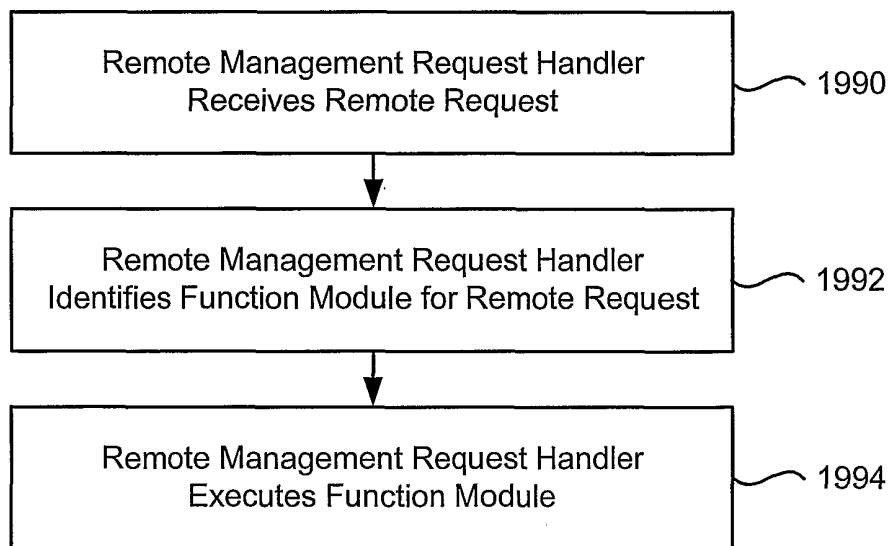 Remote Management Request Handler
Receives Remote Request
1990
Remote Management Request Handler
Identifies Function Module for Remote Request
1992
Remote Management Request Handler
Executes Function Module
1994